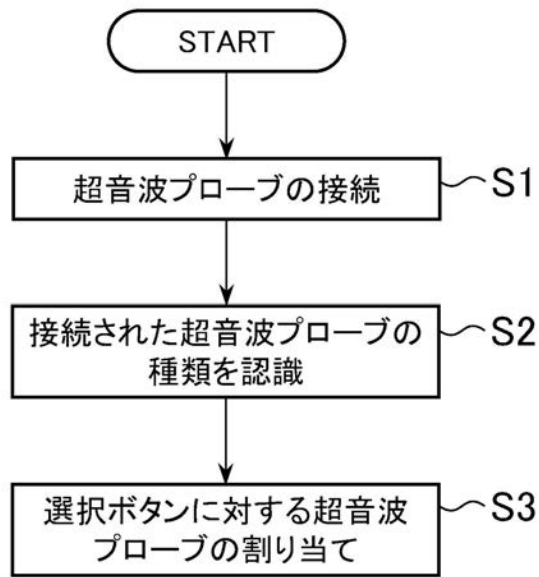 START
超音波プローブの接続
S1
接続された超音波プローブの
種類を認識
S2
選択ボタンに対する超音波
プローブの割り当て
S3